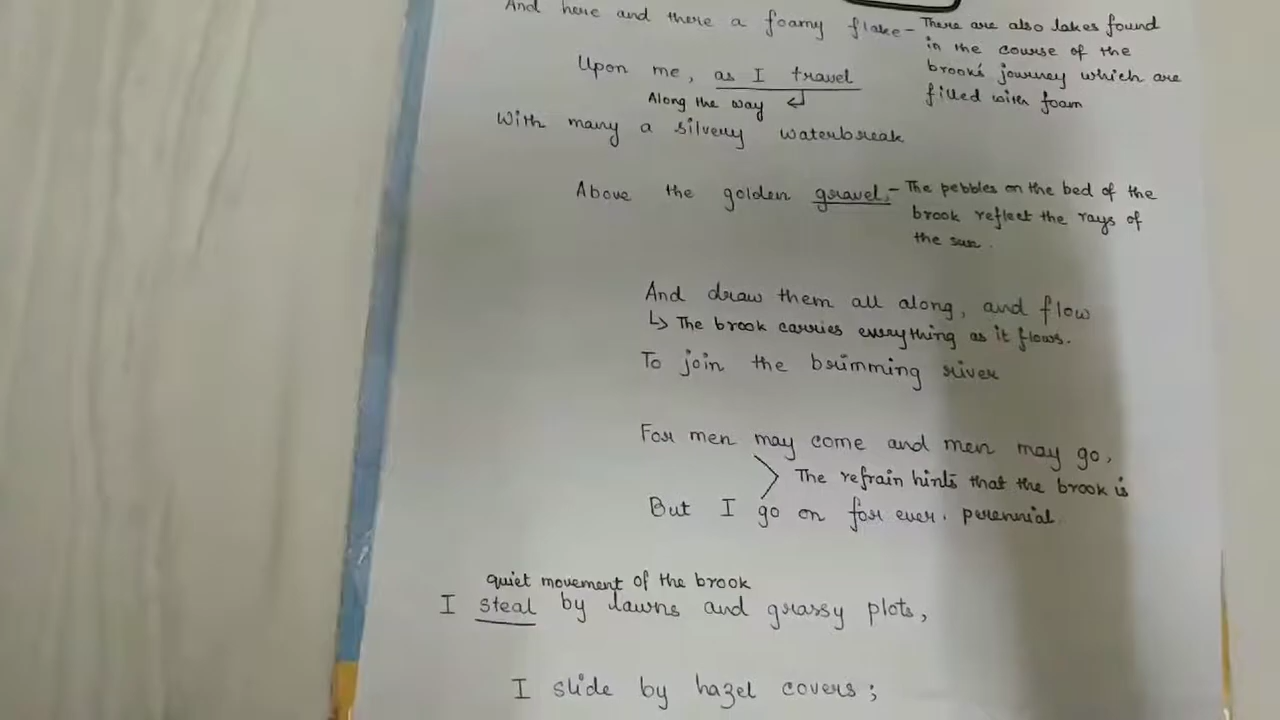 And here and there a foamy flake - There are also lakes found
in the course of the
brook's journey which are
filled with foam
Upon me, as I travel
Along the way
With many a silvery waterbreak
Above the golden gravel, - The pebbles on the bed of the
brook reflect the rays of
the sun.
And draw them all along, and flow
↳ The brook carries everything as it flows.
To join the brimming river
For men may come and men may go,
The refrain hints that the brook is
But I go on for ever. perennial.
quiet movement of the brook
I steal by lawns and grassy plots,
I slide by hazel covers;